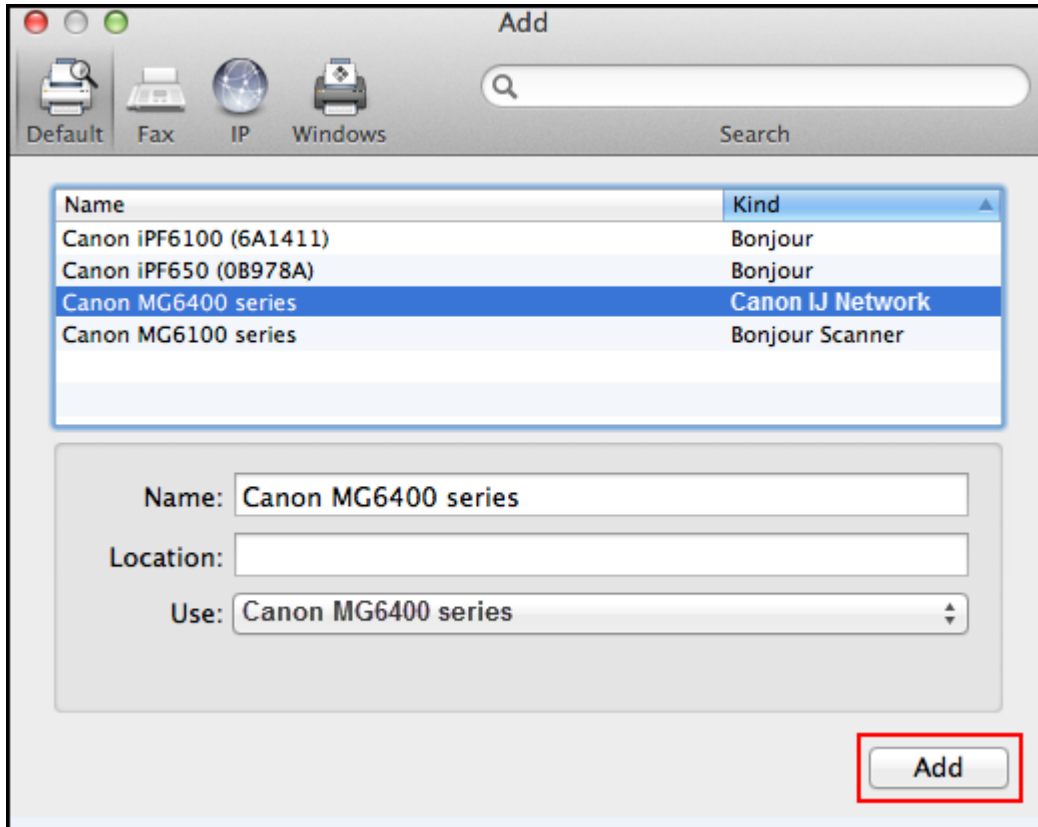 Add
Default Fax IP Windows Search
Name Kind
Canon iPF6100 (6A1411) Bonjour
Canon iPF650 (0B978A) Bonjour
Canon MG6400 series Canon IJ Network
Canon MG6100 series Bonjour Scanner
Name: Canon MG6400 series
Location:
Use: Canon MG6400 series
Add